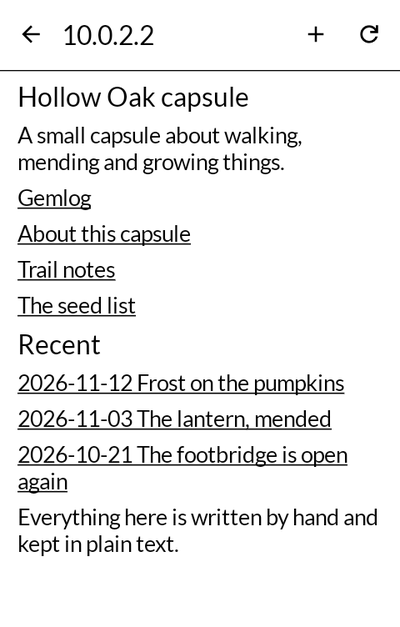 10.0.2.2
Hollow Oak capsule
A small capsule about walking,
mending and growing things.
Gemlog
About this capsule
Trail notes
The seed list
Recent
2026-11-12 Frost on the pumpkins
2026-11-03 The lantern, mended
2026-10-21 The footbridge is open
again
Everything here is written by hand and
kept in plain text.